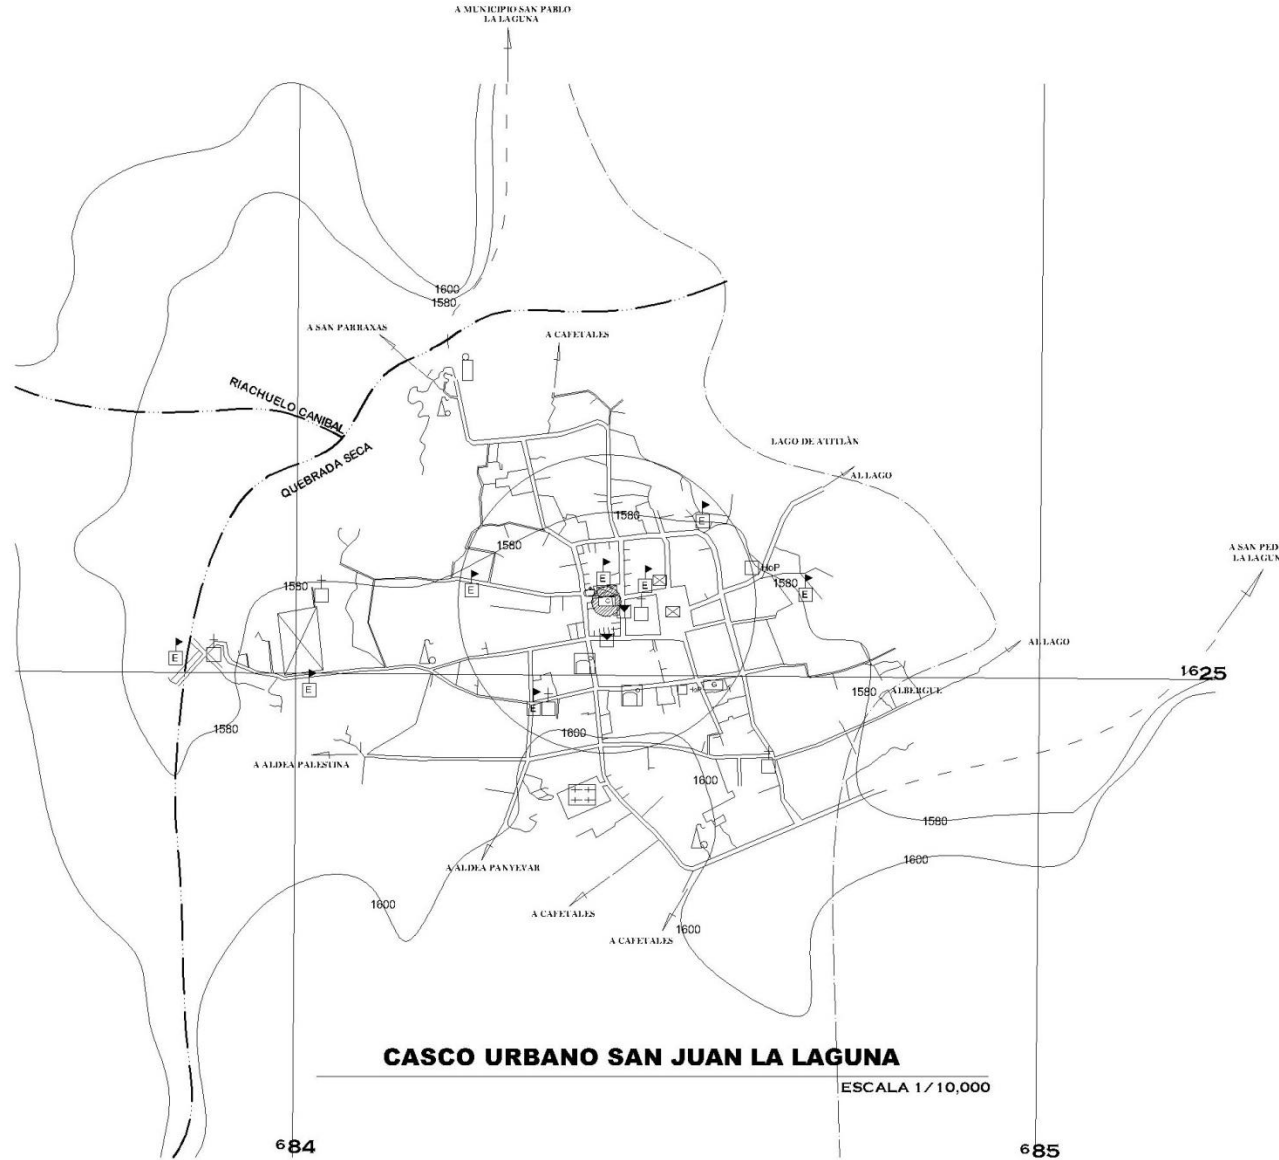 A MUNICIPIO SAN PABLO
LA LAGUNA
1600
1580
A SAN PARRAXAS
A CAFETALES
RIACHUELO CANIBAL
QUEBRADA SECA
LAGO DE ATITLÀN
AL LAGO
1580
E
1580
A SAN PED
LA LAGUN
HoP
1580
E
E
E
E
1580
E
C
E
AL LAGO
1625
E
1580
ALBERGUE
E
HoP
G
1580
1600
A ALDEA PALESTINA
1600
1580
1600
A ALDEA PANYEVAR
1600
A CAFETALES
1600
A CAFETALES
CASCO URBANO SAN JUAN LA LAGUNA
ESCALA 1/10,000
684
685